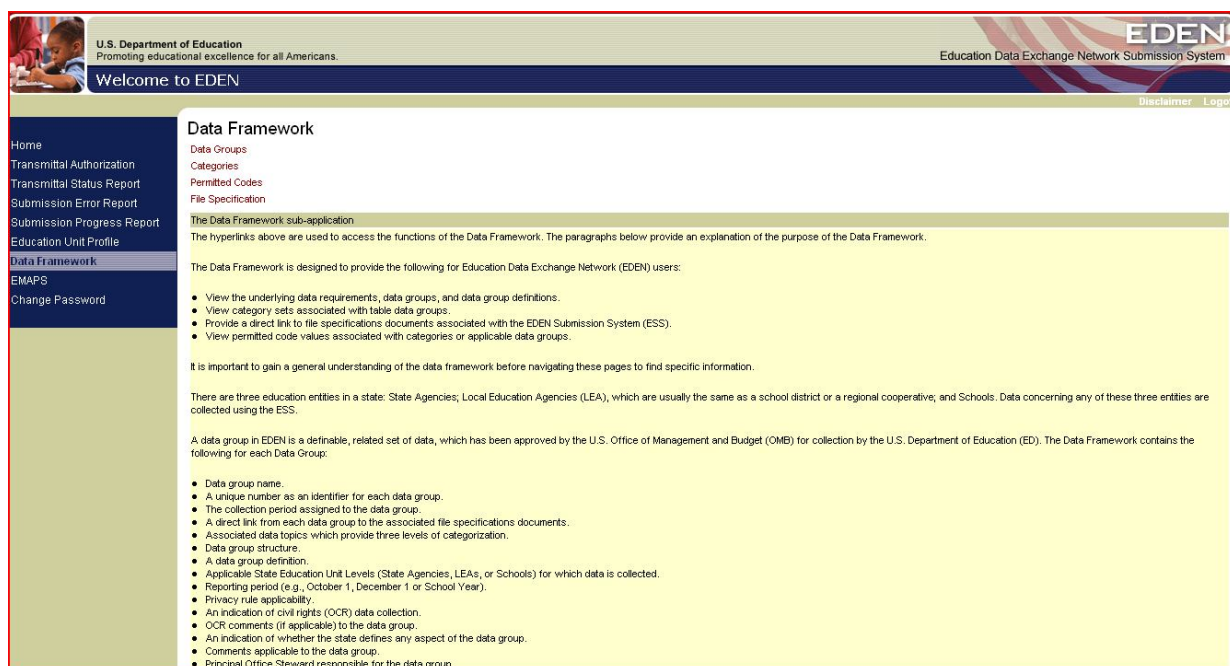 U.S. Department of Education
Promoting educational excellence for all Americans.
EDEN
Education Data Exchange Network Submission System
Welcome to EDEN
Disclaimer Logo
Home
Transmittal Authorization
Transmittal Status Report
Submission Error Report
Submission Progress Report
Education Unit Profile
Data Framework
EMAPS
Change Password
Data Framework
Data Groups
Categories
Permitted Codes
File Specification
The Data Framework sub-application
The hyperlinks above are used to access the functions of the Data Framework. The paragraphs below provide an explanation of the purpose of the Data Framework.
The Data Framework is designed to provide the following for Education Data Exchange Network (EDEN) users:
• View the underlying data requirements, data groups, and data group definitions.
• View category sets associated with table data groups.
• Provide a direct link to file specifications documents associated with the EDEN Submission System (ESS).
• View permitted code values associated with categories or applicable data groups.
It is important to gain a general understanding of the data framework before navigating these pages to find specific information.
There are three education entities in a state: State Agencies; Local Education Agencies (LEA), which are usually the same as a school district or a regional cooperative; and Schools. Data concerning any of these three entities are
collected using the ESS.
A data group in EDEN is a definable, related set of data, which has been approved by the U.S. Office of Management and Budget (OMB) for collection by the U.S. Department of Education (ED). The Data Framework contains the
following for each Data Group:
• Data group name.
• A unique number as an identifier for each data group.
• The collection period assigned to the data group.
• A direct link from each data group to the associated file specifications documents.
• Associated data topics which provide three levels of categorization.
• Data group structure.
• A data group definition.
• Applicable State Education Unit Levels (State Agencies, LEAs, or Schools) for which data is collected.
• Reporting period (e.g., October 1, December 1 or School Year).
• Privacy rule applicability.
• An indication of civil rights (OCR) data collection.
• OCR comments (if applicable) to the data group.
• An indication of whether the state defines any aspect of the data group.
• Comments applicable to the data group.
• Principal Office Steward responsible for the data group.